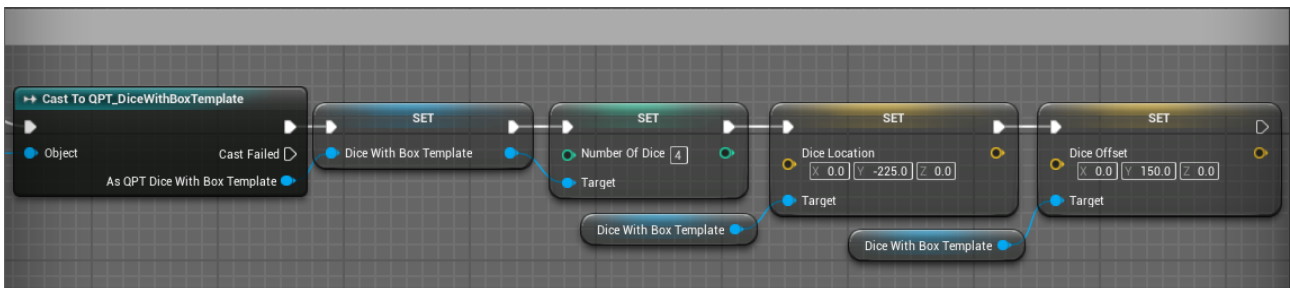 Cast To QPT_DiceWithBoxTemplate
Object
Cast Failed
As QPT Dice With Box Template
SET
Dice With Box Template
SET
Number Of Dice 4
Target
Dice With Box Template
SET
Dice Location
X 0.0 Y -225.0 Z 0.0
Target
Dice With Box Template
SET
Dice Offset
X 0.0 Y 150.0 Z 0.0
Target